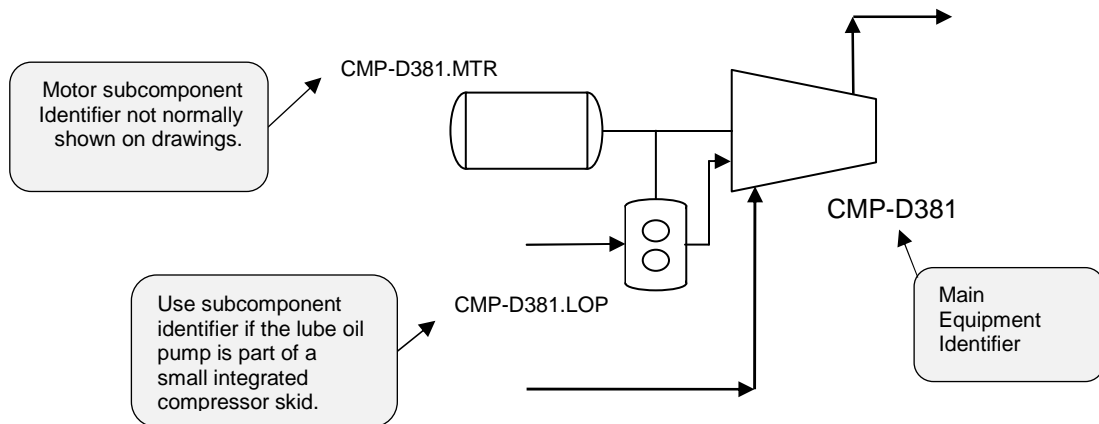 CMP-D381.MTR
Motor subcomponent
Identifier not normally
shown on drawings.
CMP-D381
Use subcomponent
identifier if the lube oil
pump is part of a
small integrated
compressor skid.
CMP-D381.LOP
Main
Equipment
Identifier